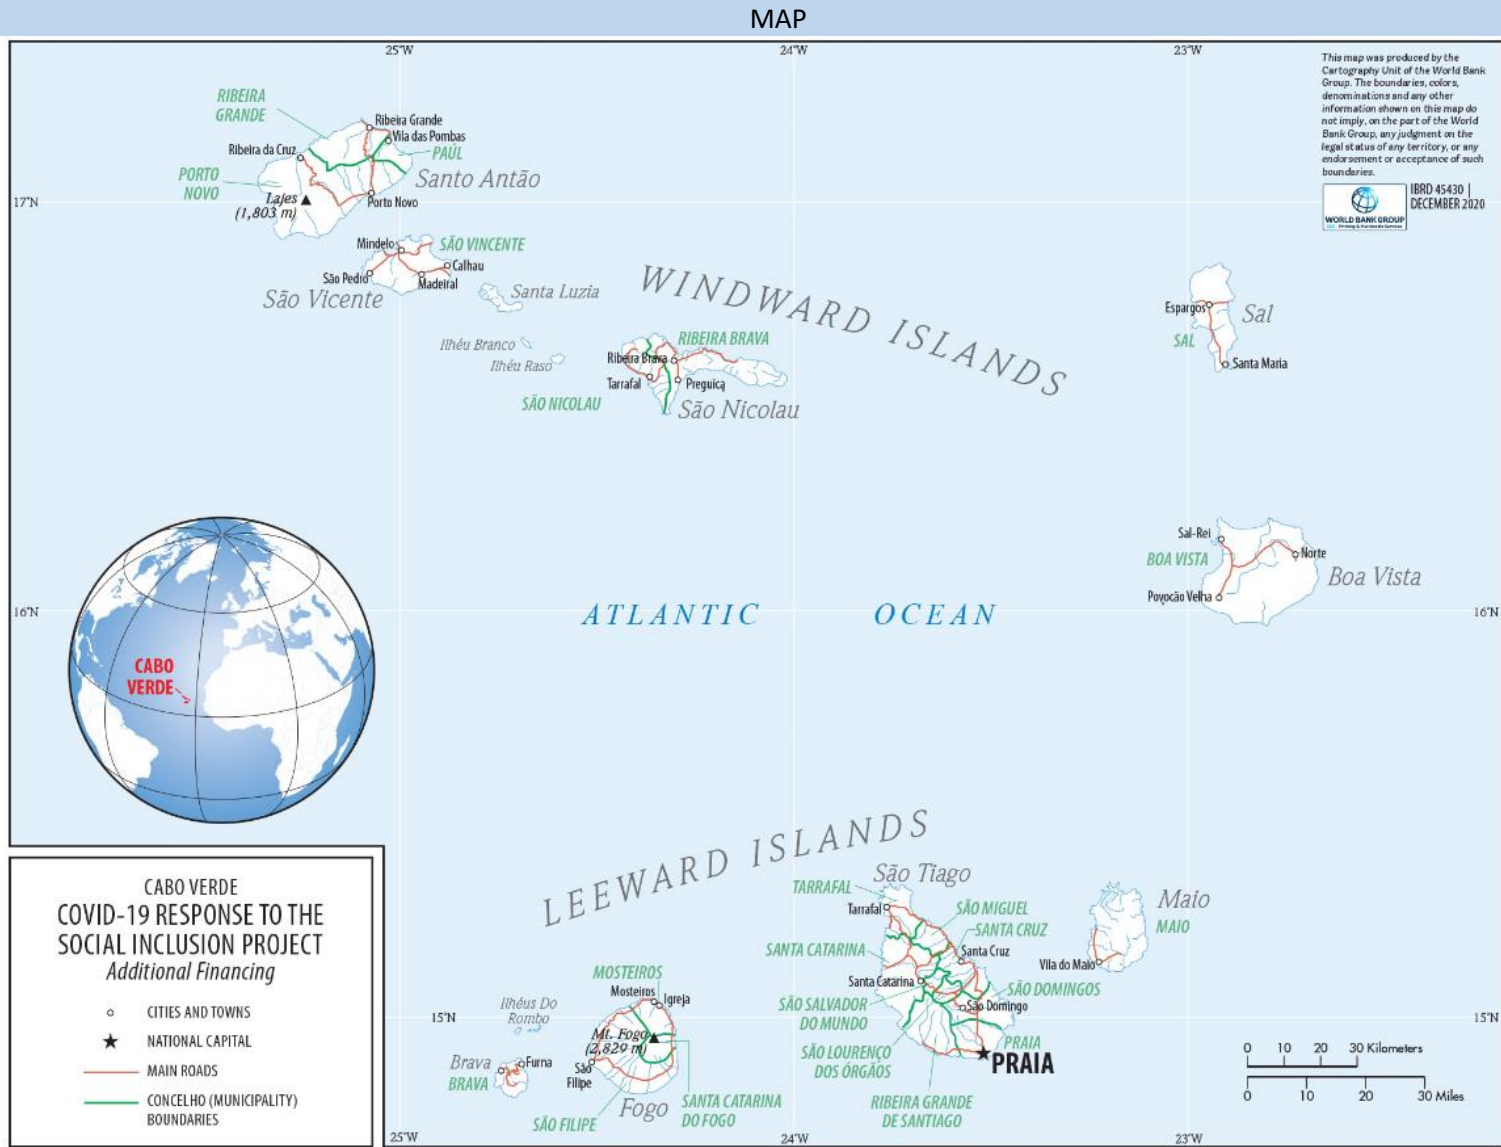 MAP
25°W
24°W
23°W
This map was produced by the
Cartography Unit of the World Bank
Group. The boundaries, colors,
denominations and any other
information shown on this map do
not imply, on the part of the World
Bank Group, any judgment on the
legal status of any territory, or any
endorsement or acceptance of such
boundaries.
WORLD BANK GROUP
IBRD 45430 |
DECEMBER 2020
RIBEIRA
GRANDE
Ribeira Grande
Vila das Pombas
Ribeira da Cruz
PAÚL
PORTO
NOVO
Santo Antão
Lajes
(1,803 m)
Porto Novo
17°N
Mindelo
SÃO VINCENTE
Calhau
São Pedro
Madeiral
São Vicente
Santa Luzia
WINDWARD ISLANDS
Ilhéu Branco
Ilhéu Raso
RIBEIRA BRAVA
Ribeira Brava
Tarrafal
Preguiça
SÃO NICOLAU
São Nicolau
Espargos
Sal
SAL
Santa Maria
Sal-Rei
Norte
BOA VISTA
Boa Vista
Povocão Velha
16°N
ATLANTIC OCEAN
16°N
CABO
VERDE
LEEWARD ISLANDS
São Tiago
TARRAFAL
Tarrafal
SÃO MIGUEL
SANTA CRUZ
SANTA CATARINA
Santa Cruz
Santa Catarina
SÃO DOMINGOS
SÃO SALVADOR
DO MUNDO
São Domingo
SÃO LOURENÇO
DOS ÓRGÃOS
PRAIA
PRAIA
RIBEIRA GRANDE
DE SANTIAGO
Maio
MAIO
Vila do Maio
MOSTEIROS
Mosteiros
Igreja
Ilhéus Do
Rombo
15°N
15°N
Mt. Fogo
(2,829 m)
Brava
BRAVA
Furna
São
Filipe
Fogo
SÃO FILIPE
SANTA CATARINA
DO FOGO
CABO VERDE
COVID-19 RESPONSE TO THE
SOCIAL INCLUSION PROJECT
Additional Financing
CITIES AND TOWNS
NATIONAL CAPITAL
MAIN ROADS
CONCELHO (MUNICIPALITY)
BOUNDARIES
0 10 20 30 Kilometers
0 10 20 30 Miles
25°W
24°W
23°W